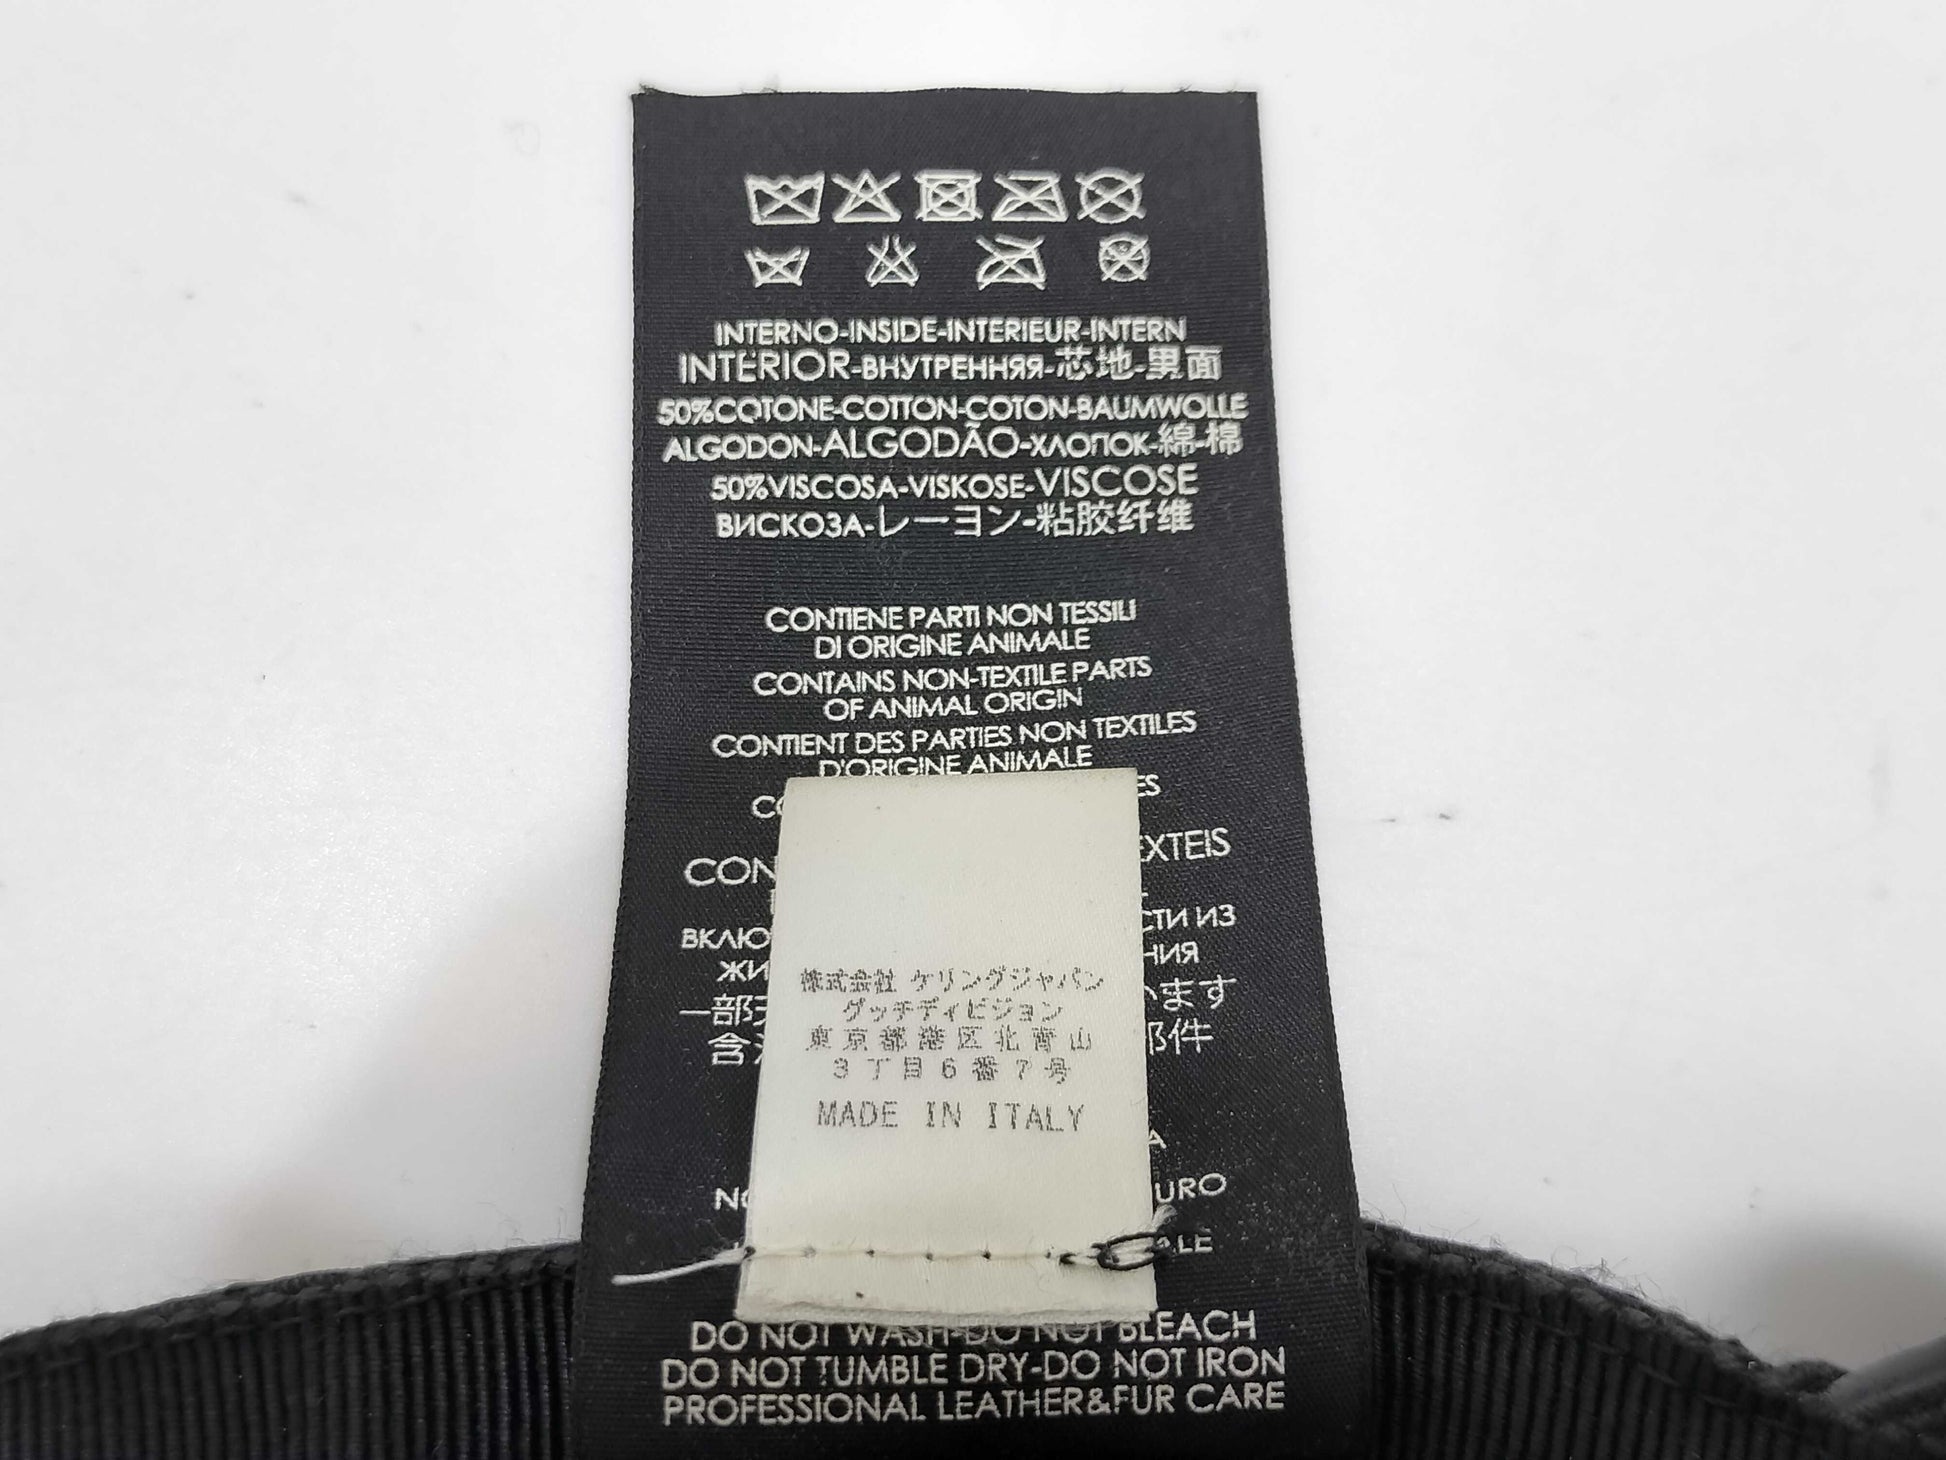 INTERNO-INSIDE-INTERIEUR-INTERN
INTERIOR-ВНУТРЕННЯЯ-芯地-里面
50%COTONE-COTTON-COTON-BAUMWOLLE
ALGODON-ALGODÃO-ХЛОПОК-綿-棉
50%VISCOSA-VISKOSE-VISCOSE
ВИСКОЗА-レーヨン-粘胶纤维
CONTIENE PARTI NON TESSILI
DI ORIGINE ANIMALE
CONTAINS NON-TEXTILE PARTS
OF ANIMAL ORIGIN
CONTIENT DES PARTIES NON TEXTILES
D'ORIGINE ANIMALE
株式会社 ケリングジャパン
グッチディビジョン
東京都港区北青山
3丁目6番7号
MADE IN ITALY
DO NOT WASH-DO NOT BLEACH
DO NOT TUMBLE DRY-DO NOT IRON
PROFESSIONAL LEATHER&FUR CARE